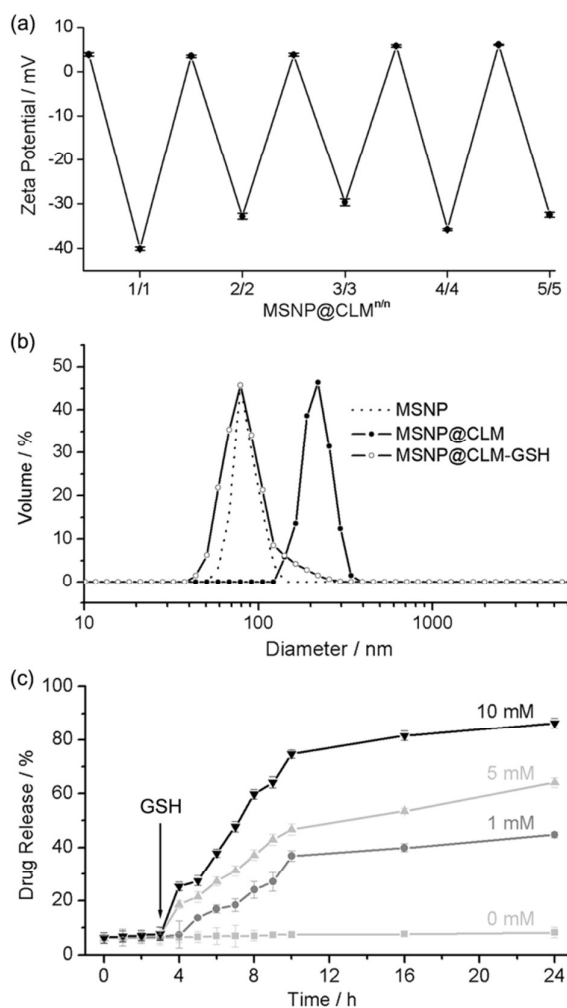 (a)
10
0
-10
-20
-30
-40
Zeta Potential / mV
1/1 2/2 3/3 4/4 5/5
MSNP@CLM^n/n
(b)
50
40
30
20
10
0
Volume / %
MSNP
MSNP@CLM
MSNP@CLM-GSH
10 100 1000
Diameter / nm
(c)
100
80
60
40
20
0
Drug Release / %
GSH
10 mM
5 mM
1 mM
0 mM
0 4 8 12 16 20 24
Time / h